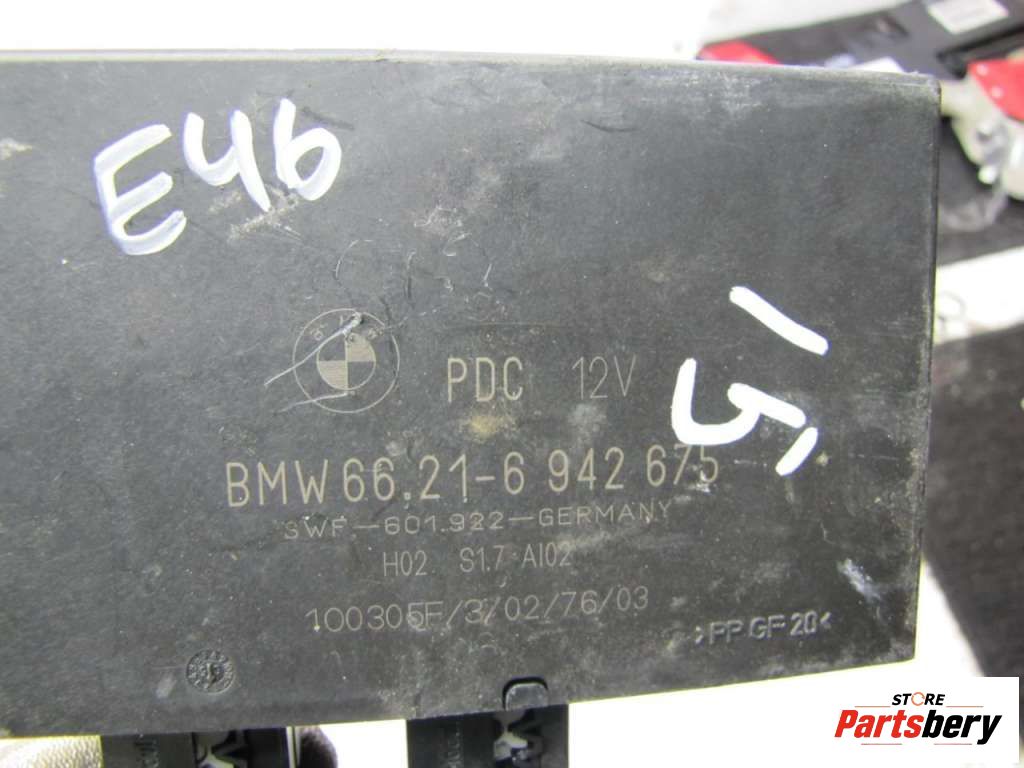 E46
PDC 12V
BMW 66.21-6 942 675
SWF-601.922-GERMANY
H02 S1.7 AI02
100305F/3/02/76/03
>PP GF 20<
STORE
Partsbery